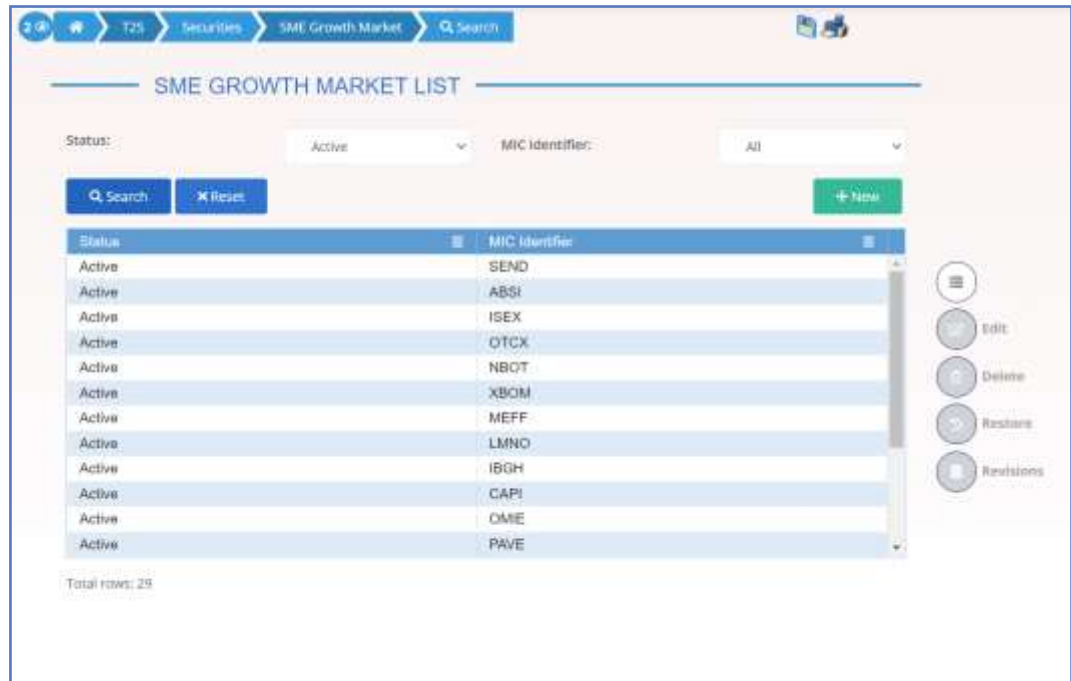 2 T2S Securities SME Growth Market Search
SME GROWTH MARKET LIST
Status: Active MIC Identifier: All
Search Reset New
Status MIC Identifier
Active SEND
Active ABSI
Active ISEX
Active OTCX
Active NBOT
Active XBOM
Active MEFF
Active LMNO
Active IBGH
Active CAPI
Active OMIE
Active PAVE
Edit
Delete
Restore
Revisions
Total rows: 29